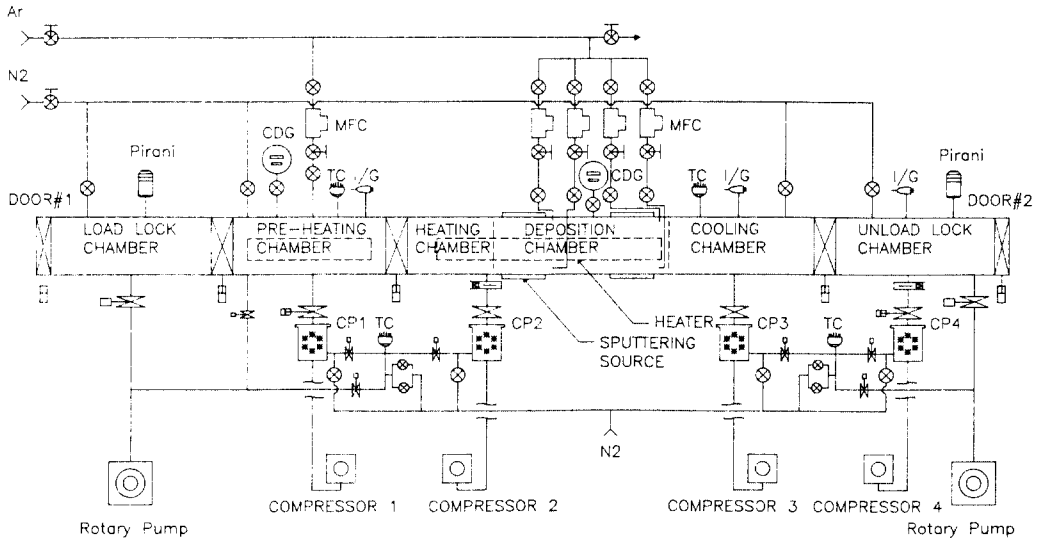 Ar
N2
MFC
MFC
CDG
Pirani
TC
I/G
CDG
TC
I/G
I/G
Pirani
DOOR#1
DOOR#2
LOAD LOCK
CHAMBER
PRE-HEATING
CHAMBER
HEATING
CHAMBER
DEPOSITION
CHAMBER
COOLING
CHAMBER
UNLOAD LOCK
CHAMBER
CP1
TC
CP2
HEATER
SPUTTERING
SOURCE
CP3
TC
CP4
N2
COMPRESSOR 1
COMPRESSOR 2
COMPRESSOR 3
COMPRESSOR 4
Rotary Pump
Rotary Pump